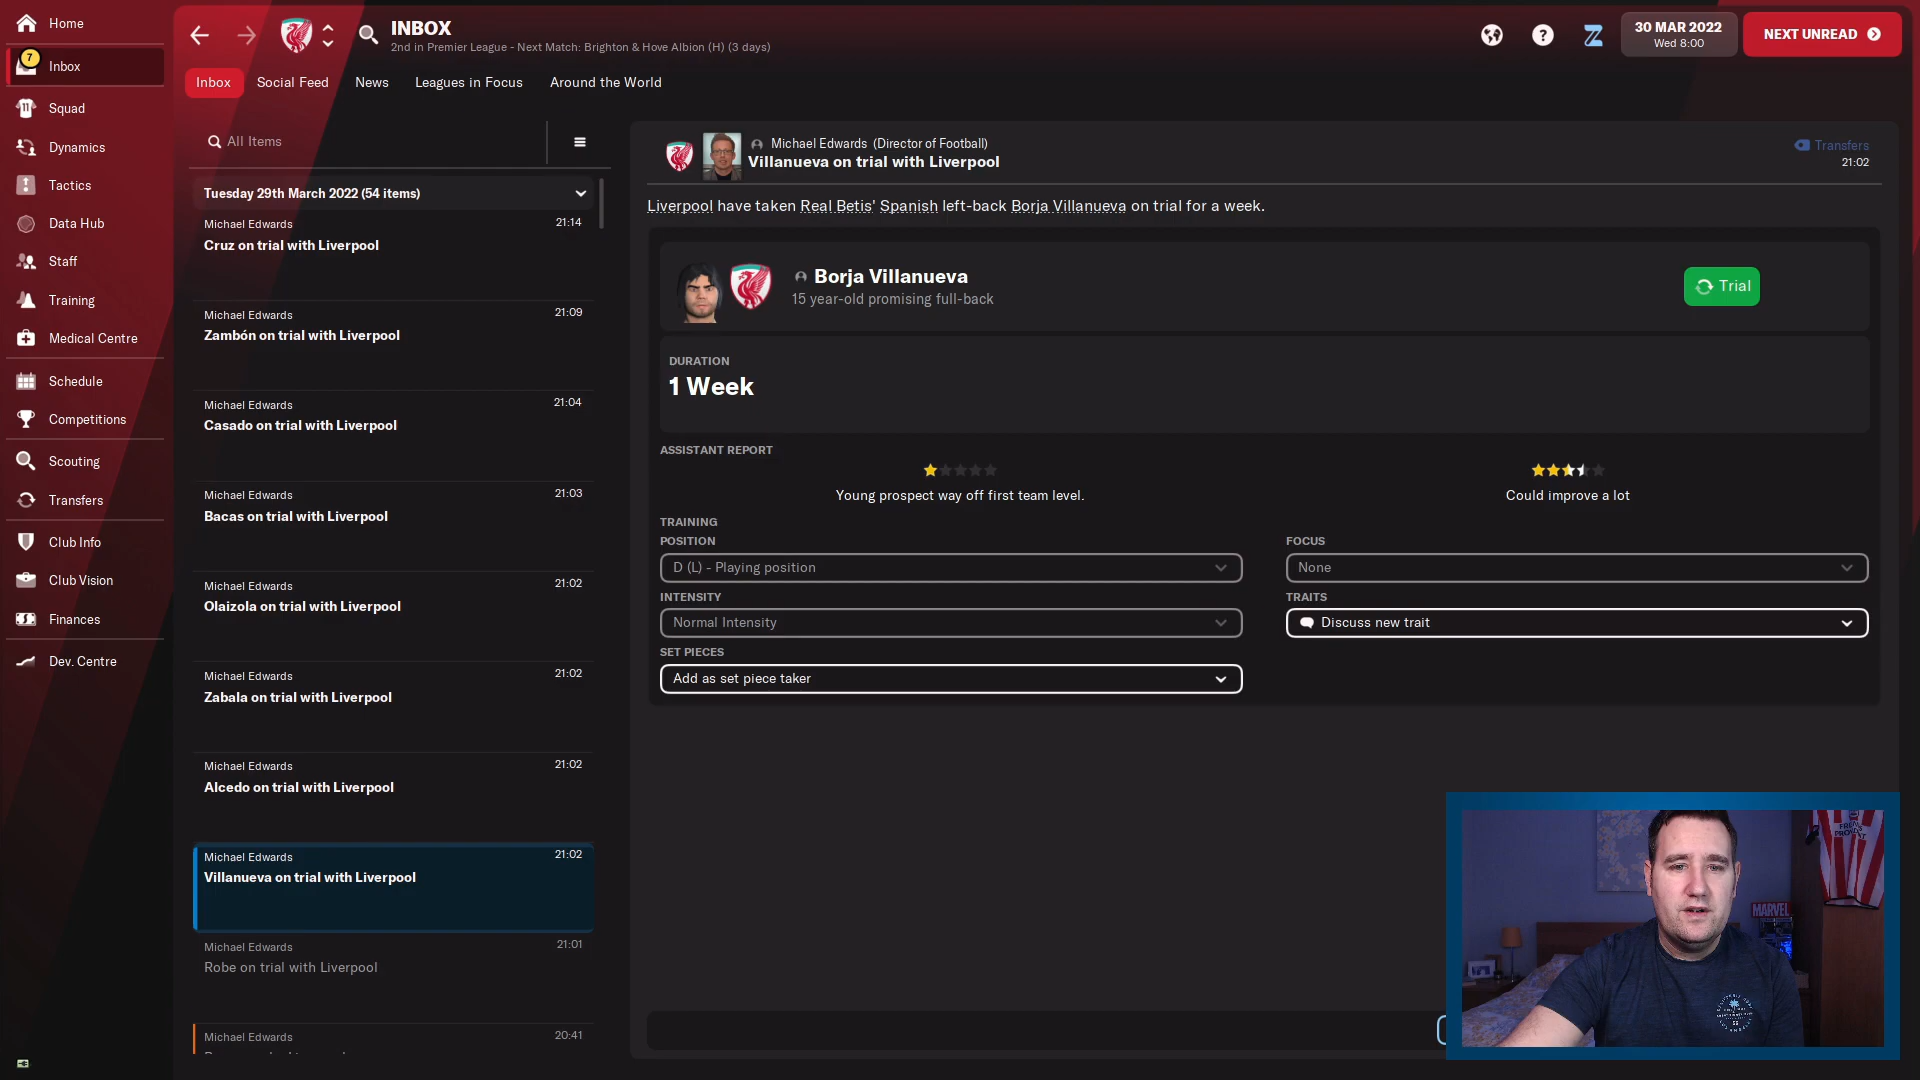 Home
7
Inbox
Squad
Dynamics
Tactics
Data Hub
Staff
Training
Medical Centre
Schedule
Competitions
Scouting
Transfers
Club Info
Club Vision
Finances
Dev. Centre
INBOX
2nd in Premier League - Next Match: Brighton & Hove Albion (H) (3 days)
30 MAR 2022
Wed 8:00
NEXT UNREAD
Inbox
Social Feed
News
Leagues in Focus
Around the World
All Items
Tuesday 29th March 2022 (54 items)
Michael Edwards
21:14
Cruz on trial with Liverpool
Michael Edwards
21:09
Zambón on trial with Liverpool
Michael Edwards
21:04
Casado on trial with Liverpool
Michael Edwards
21:03
Bacas on trial with Liverpool
Michael Edwards
21:02
Olaizola on trial with Liverpool
Michael Edwards
21:02
Zabala on trial with Liverpool
Michael Edwards
21:02
Alcedo on trial with Liverpool
Michael Edwards
21:02
Villanueva on trial with Liverpool
Michael Edwards
21:01
Robe on trial with Liverpool
Michael Edwards
20:41
Michael Edwards (Director of Football)
Villanueva on trial with Liverpool
Transfers
21:02
Liverpool have taken Real Betis' Spanish left-back Borja Villanueva on trial for a week.
Borja Villanueva
15 year-old promising full-back
Trial
DURATION
1 Week
ASSISTANT REPORT
Young prospect way off first team level.
Could improve a lot
TRAINING
POSITION
D (L) - Playing position
FOCUS
None
INTENSITY
Normal Intensity
TRAITS
Discuss new trait
SET PIECES
Add as set piece taker
MARVEL